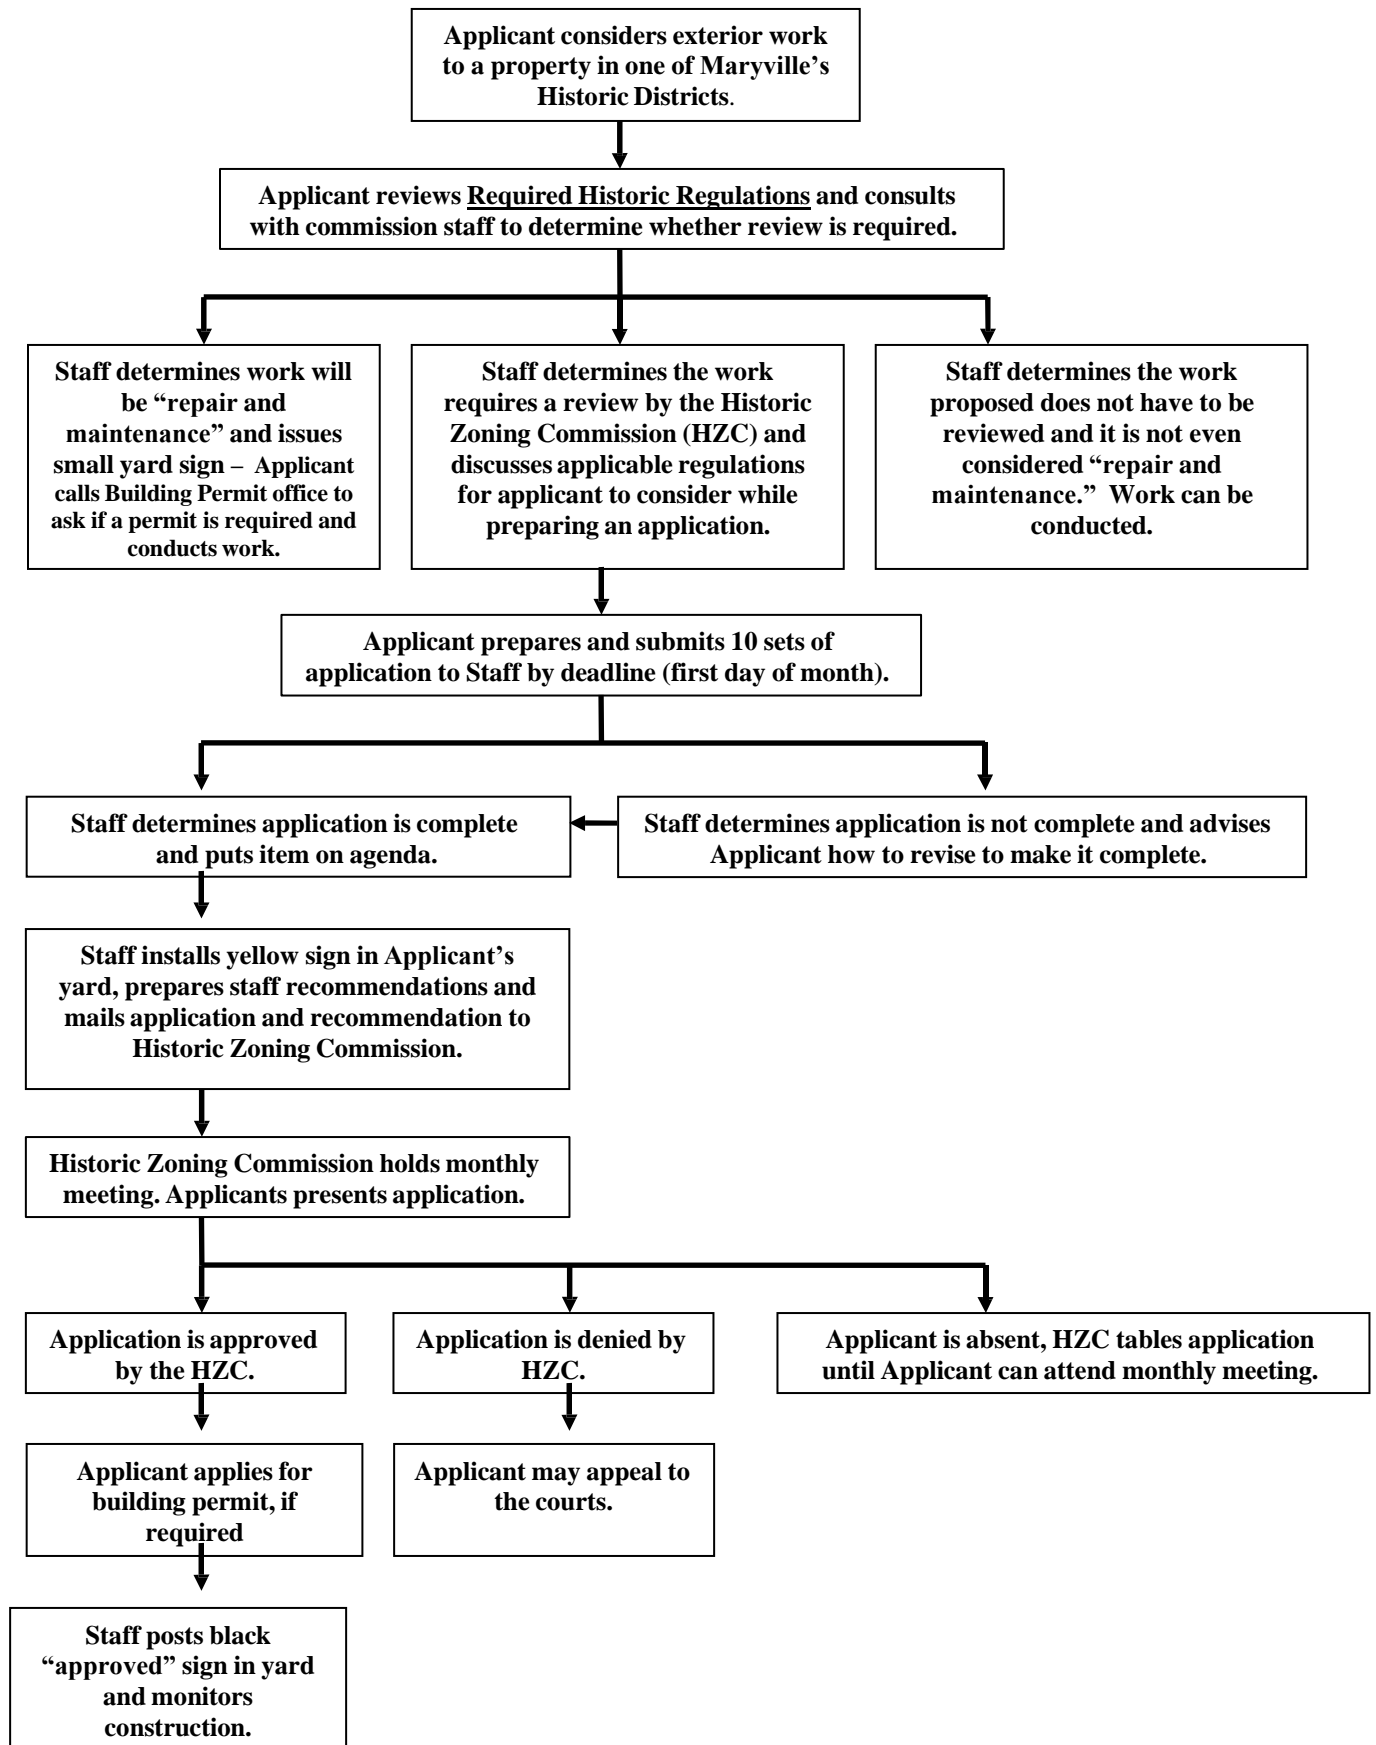 Applicant considers exterior work
to a property in one of Maryville’s
Historic Districts.
Applicant reviews Required Historic Regulations and consults
with commission staff to determine whether review is required.
Staff determines work will
be “repair and
maintenance” and issues
small yard sign – Applicant
calls Building Permit office to
ask if a permit is required and
conducts work.
Staff determines the work
requires a review by the Historic
Zoning Commission (HZC) and
discusses applicable regulations
for applicant to consider while
preparing an application.
Staff determines the work
proposed does not have to be
reviewed and it is not even
considered “repair and
maintenance.” Work can be
conducted.
Applicant prepares and submits 10 sets of
application to Staff by deadline (first day of month).
Staff determines application is complete
and puts item on agenda.
Staff determines application is not complete and advises
Applicant how to revise to make it complete.
Staff installs yellow sign in Applicant’s
yard, prepares staff recommendations and
mails application and recommendation to
Historic Zoning Commission.
Historic Zoning Commission holds monthly
meeting. Applicants presents application.
Application is approved
by the HZC.
Application is denied by
HZC.
Applicant is absent, HZC tables application
until Applicant can attend monthly meeting.
Applicant applies for
building permit, if
required
Applicant may appeal to
the courts.
Staff posts black
“approved” sign in yard
and monitors
construction.